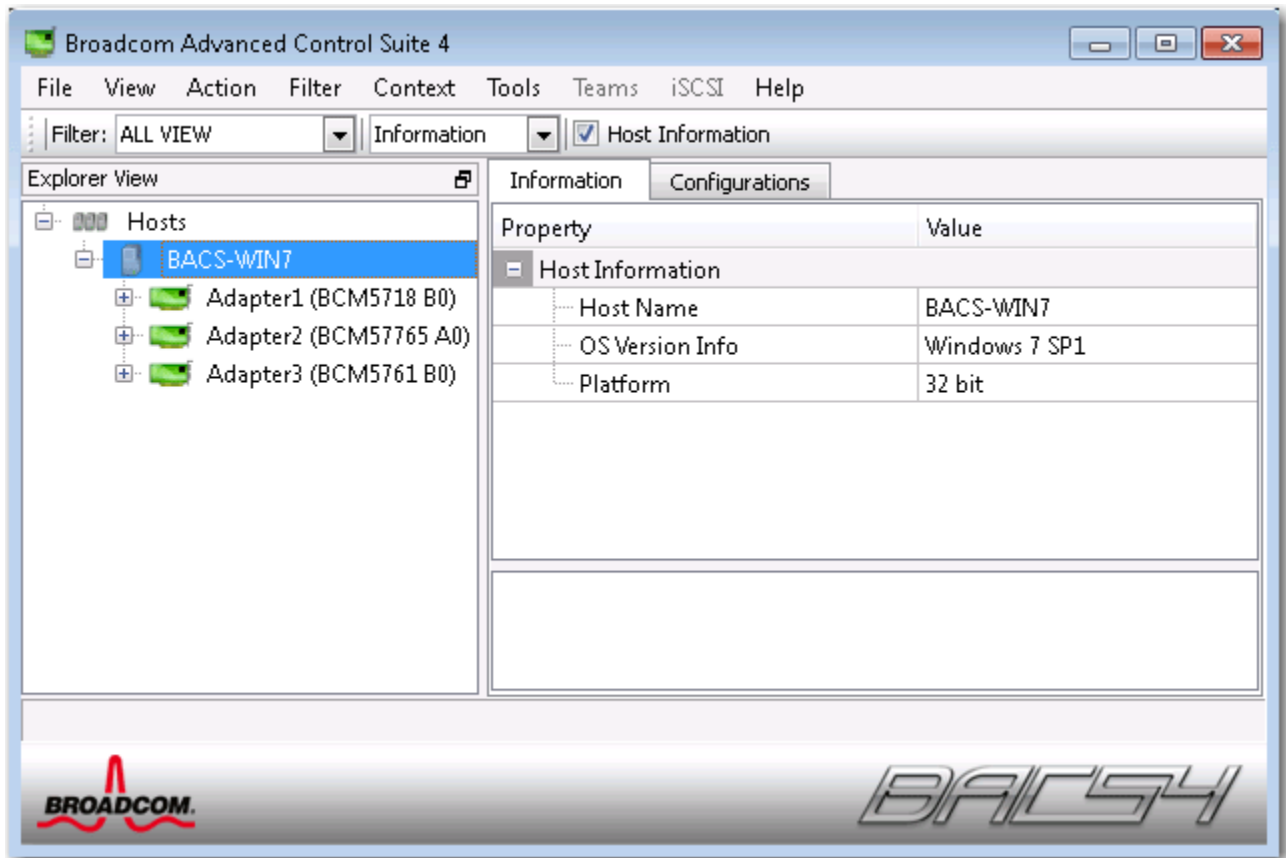 Broadcom Advanced Control Suite 4
File View Action Filter Context Tools Teams iSCSI Help
Filter: ALL VIEW Information Host Information
Explorer View
Hosts
BACS-WIN7
Adapter1 (BCM5718 B0)
Adapter2 (BCM57765 A0)
Adapter3 (BCM5761 B0)
Information Configurations
Property Value
Host Information
Host Name BACS-WIN7
OS Version Info Windows 7 SP1
Platform 32 bit
BROADCOM.
BACS4